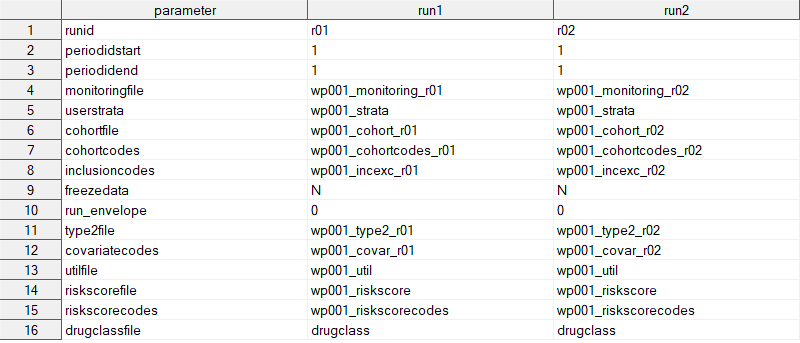 parameter run1 run2
1 runid r01 r02
2 periodidstart 1 1
3 periodidend 1 1
4 monitoringfile wp001_monitoring_r01 wp001_monitoring_r02
5 userstrata wp001_strata wp001_strata
6 cohortfile wp001_cohort_r01 wp001_cohort_r02
7 cohortcodes wp001_cohortcodes_r01 wp001_cohortcodes_r02
8 inclusioncodes wp001_incexc_r01 wp001_incexc_r02
9 freezedata N N
10 run_envelope 0 0
11 type2file wp001_type2_r01 wp001_type2_r02
12 covariatecodes wp001_covar_r01 wp001_covar_r02
13 utilfile wp001_util wp001_util
14 riskscorefile wp001_riskscore wp001_riskscore
15 riskscorecodes wp001_riskscorecodes wp001_riskscorecodes
16 drugclassfile drugclass drugclass